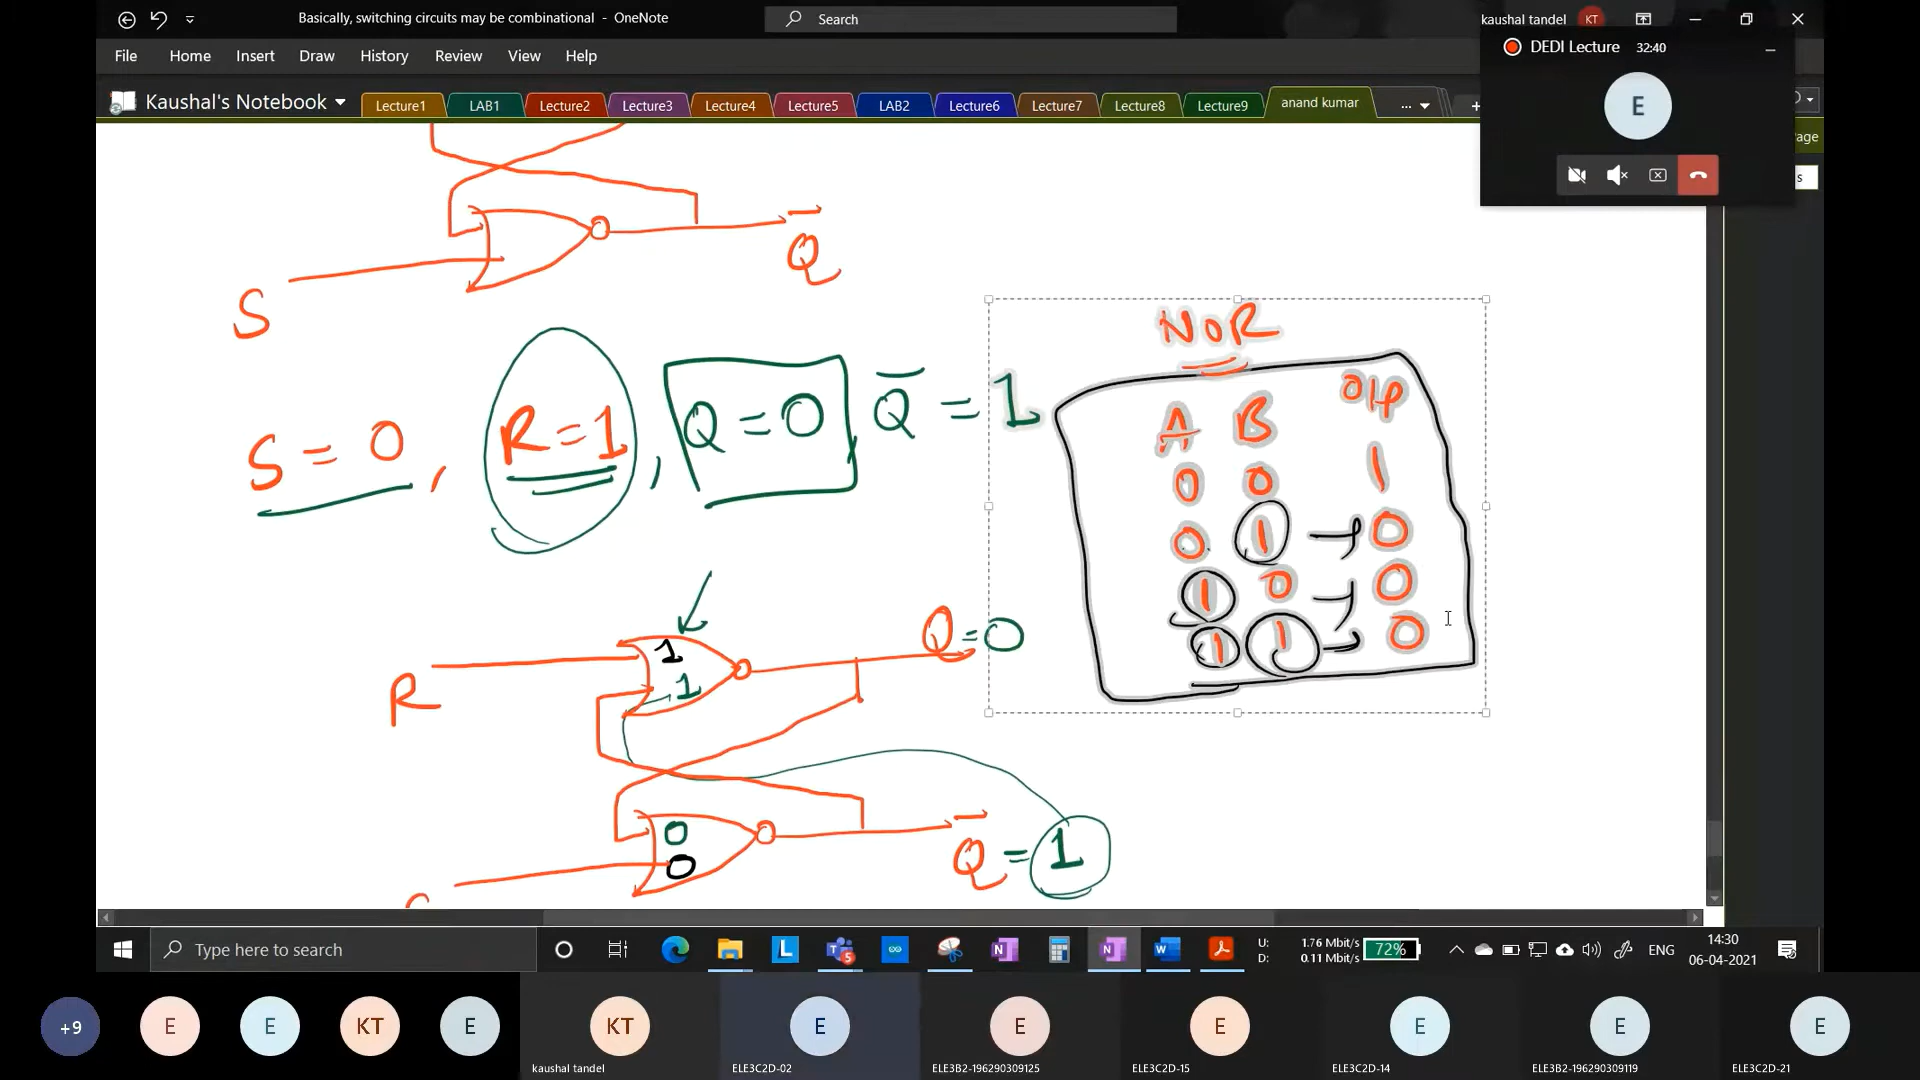 Basically, switching circuits may be combinational - OneNote
Search
kaushal tandel KT
File Home Insert Draw History Review View Help
DEDI Lecture 32:40
E
Kaushal's Notebook Lecture1 LAB1 Lecture2 Lecture3 Lecture4 Lecture5 LAB2 Lecture6 Lecture7 Lecture8 Lecture9 anand kumar ... +
age
s
Q̅
S
NOR
A B O/P
0 0 1
0 1 → 0
1 0 → 0
1 1 → 0
S = 0, R = 1, Q = 0, Q̅ = 1
R
1
1
Q = 0
0
0
Q̅ = 1
Type here to search
U: 1.76 Mbit/s
D: 0.11 Mbit/s
72%
ENG
14:30
06-04-2021
5
+9 E E KT E KT E E E E E E
kaushal tandel ELE3C2D-02 ELE3B2-196290309125 ELE3C2D-15 ELE3C2D-14 ELE3B2-196290309119 ELE3C2D-21